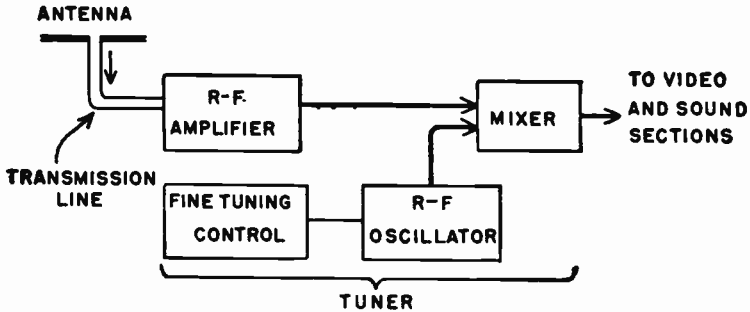 ANTENNA
R-F
AMPLIFIER
MIXER
TO VIDEO
AND SOUND
SECTIONS
TRANSMISSION
LINE
FINE TUNING
CONTROL
R-F
OSCILLATOR
TUNER